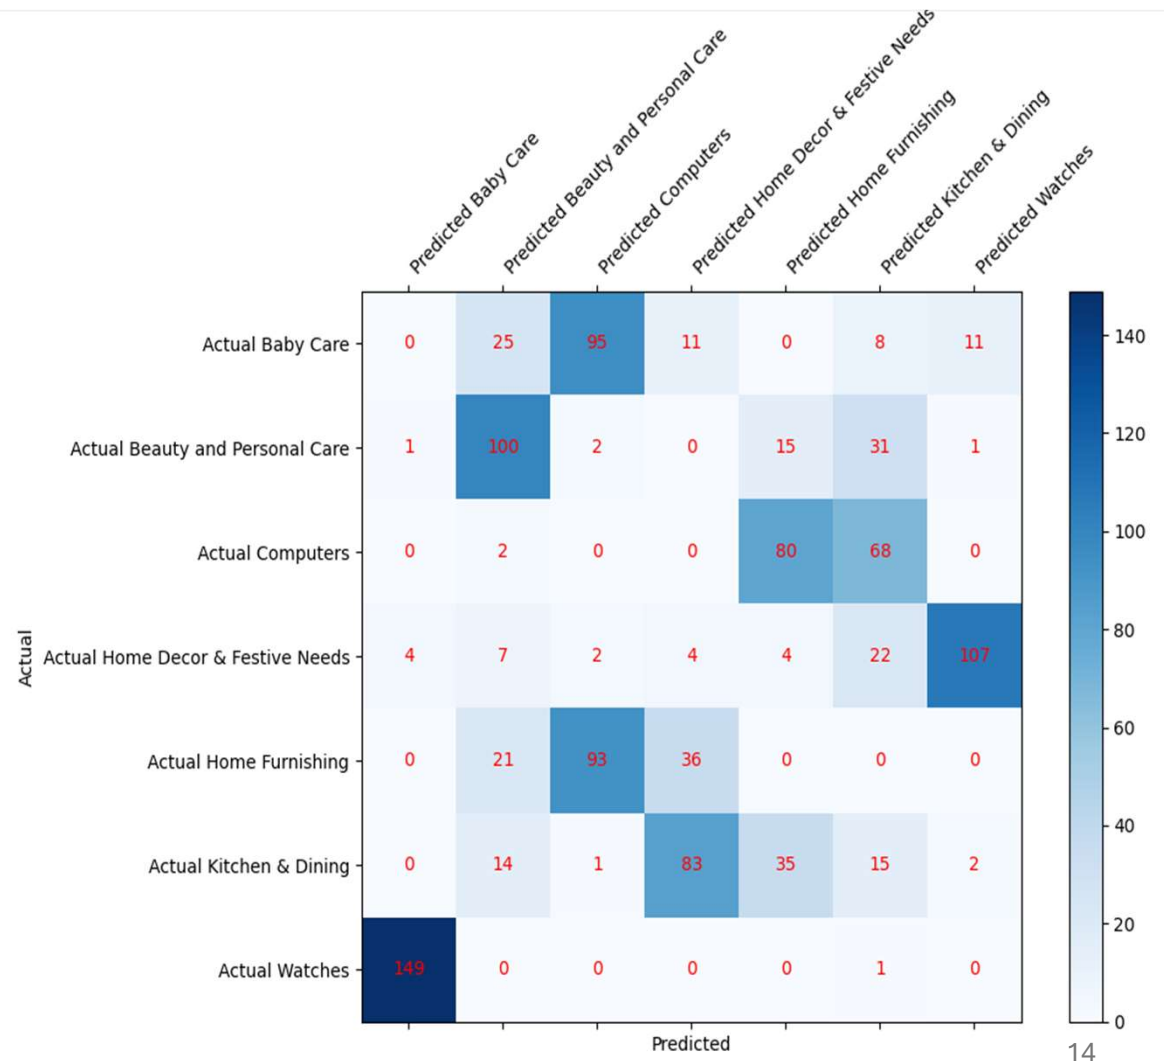 Predicted Baby Care
Predicted Beauty and Personal Care
Predicted Computers
Predicted Home Decor & Festive Needs
Predicted Home Furnishing
Predicted Kitchen & Dining
Predicted Watches
Actual Baby Care 0 25 95 11 0 8 11
Actual Beauty and Personal Care 1 100 2 0 15 31 1
Actual Computers 0 2 0 0 80 68 0
Actual Home Decor & Festive Needs 4 7 2 4 4 22 107
Actual Home Furnishing 0 21 93 36 0 0 0
Actual Kitchen & Dining 0 14 1 83 35 15 2
Actual Watches 149 0 0 0 0 1 0
Actual
Predicted
140
120
100
80
60
40
20
0
14